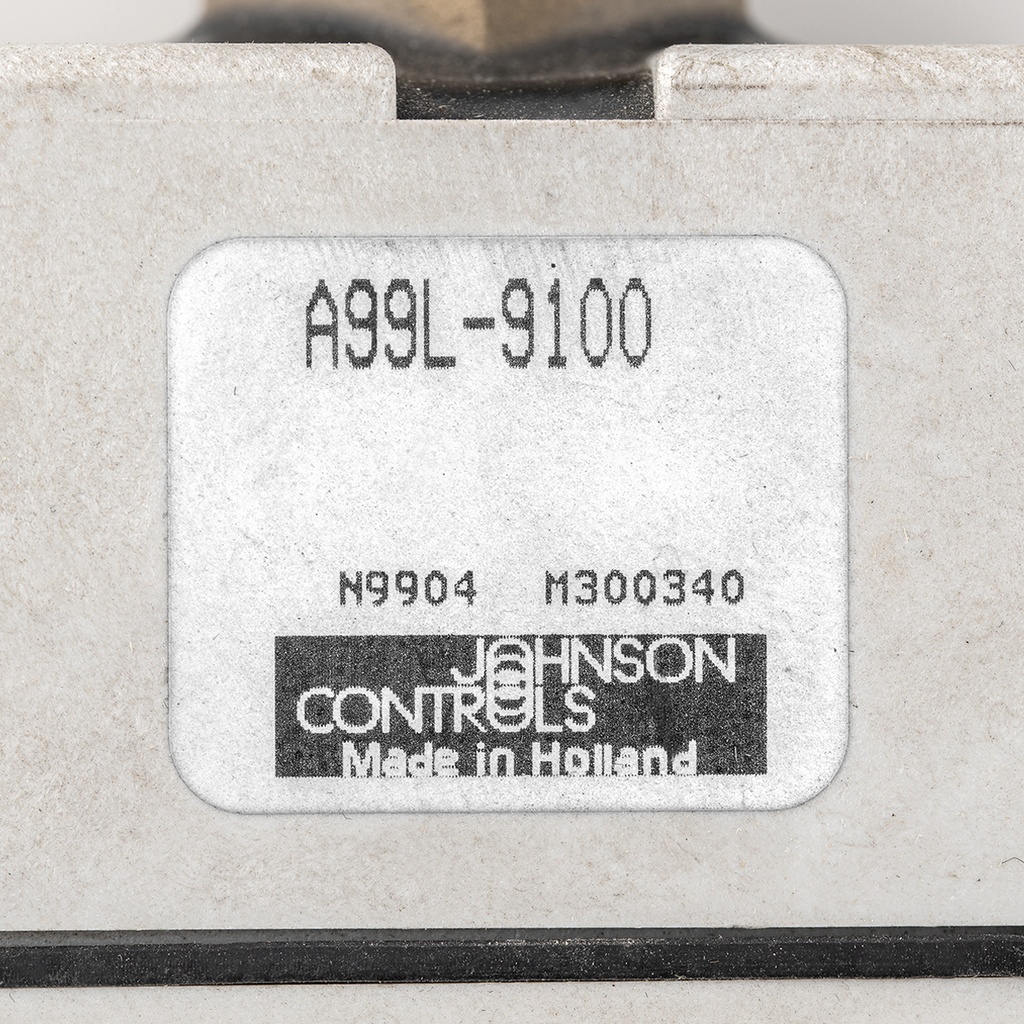 A99L-9100
N9904 M300340
JOHNSON
CONTROLS
Made in Holland